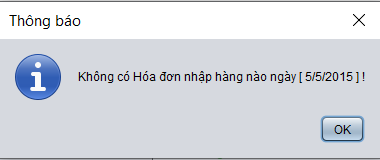 Thông báo
Không có Hóa đơn nhập hàng nào ngày [ 5/5/2015 ] !
OK